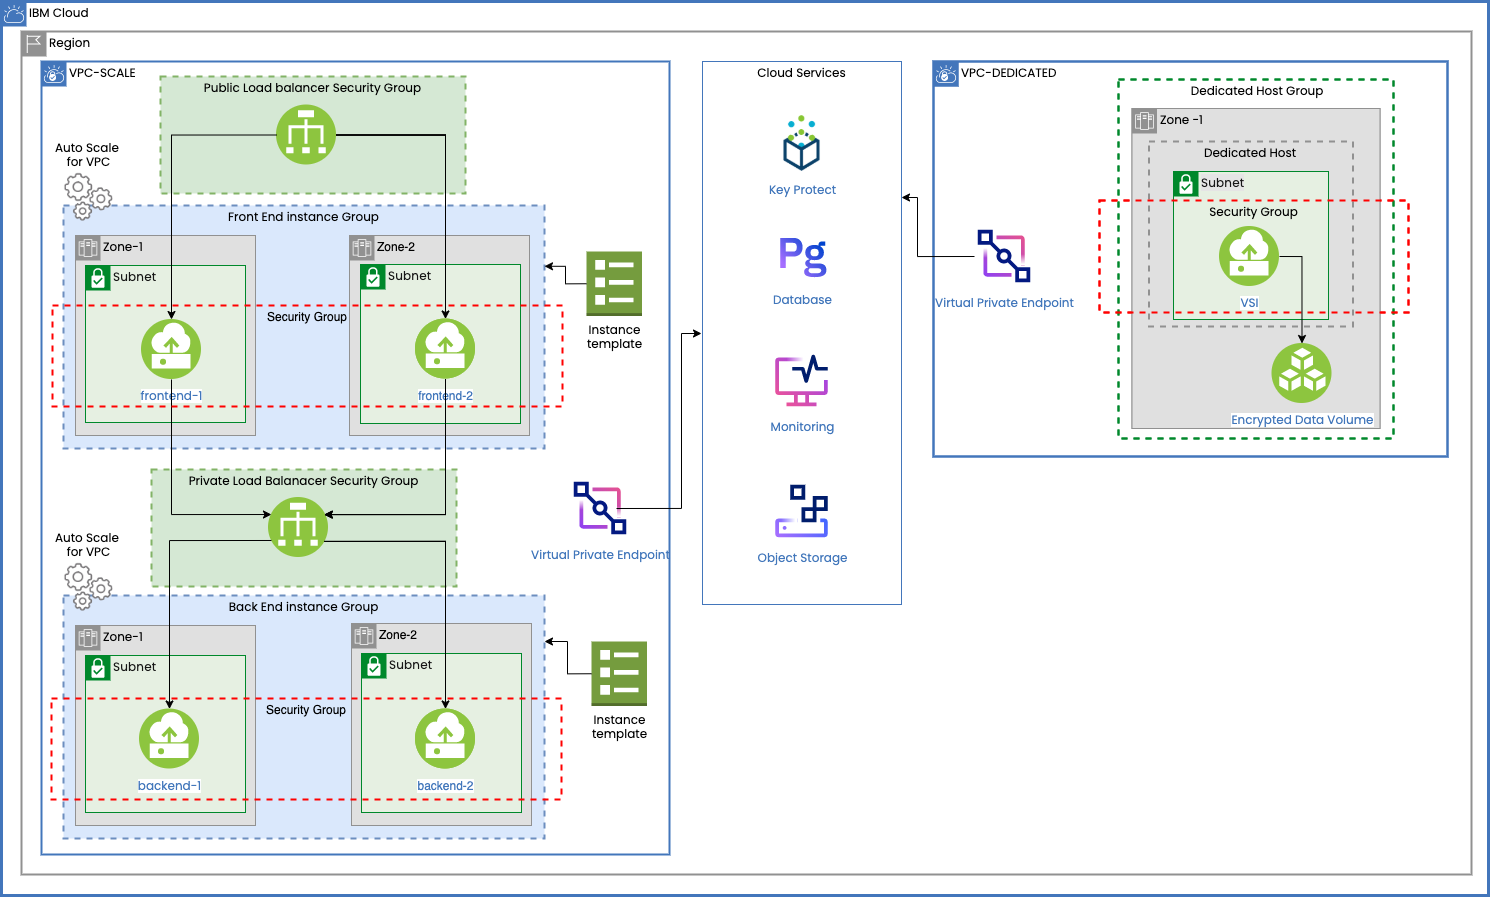 IBM Cloud
Region
VPC-SCALE
Public Load balancer Security Group
Auto Scale
for VPC
Front End instance Group
Zone-1
Subnet
Zone-2
Subnet
Security Group
frontend-1
frontend-2
Instance
template
Private Load Balanacer Security Group
Auto Scale
for VPC
Virtual Private Endpoint
Back End instance Group
Zone-1
Subnet
Zone-2
Subnet
Security Group
backend-1
backend-2
Instance
template
Cloud Services
Key Protect
Pg
Database
Monitoring
Object Storage
VPC-DEDICATED
Virtual Private Endpoint
Dedicated Host Group
Zone -1
Dedicated Host
Subnet
Security Group
VSI
Encrypted Data Volume